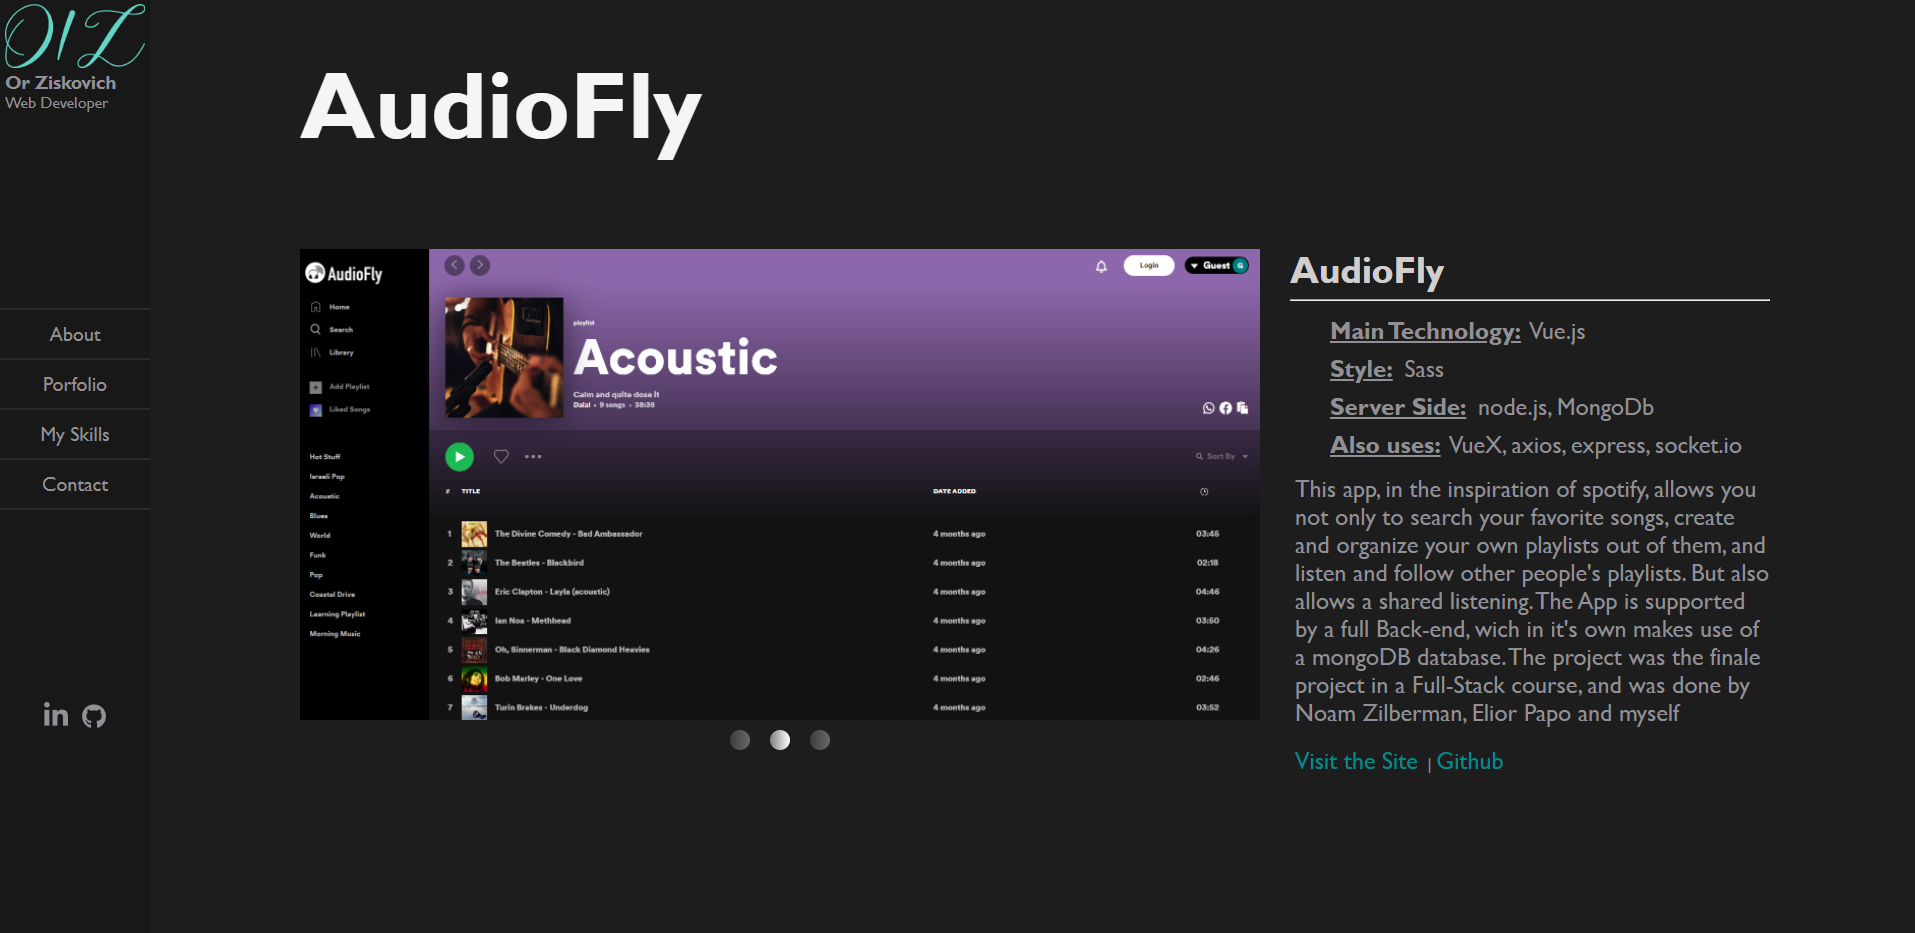 O|Z
Or Ziskovich
Web Developer
About
Porfolio
My Skills
Contact
AudioFly
AudioFly
Home
Search
Library
Add Playlist
Liked Songs
Hot Stuff
Israeli Pop
Acoustic
Blues
World
Funk
Pop
Coastal Drive
Learning Playlist
Morning Music
Login
Guest G
playlist
Acoustic
Calm and quite dose it
Dalal • 9 songs • 38:36
Sort By
# TITLE DATE ADDED
1 The Divine Comedy - Bad Ambassador 4 months ago 03:45
2 The Beatles - Blackbird 4 months ago 02:18
3 Eric Clapton - Layla (acoustic) 4 months ago 04:46
4 Ian Noa - Methhead 4 months ago 03:50
5 Oh, Sinnerman - Black Diamond Heavies 4 months ago 04:26
6 Bob Marley - One Love 4 months ago 02:46
7 Turin Brakes - Underdog 4 months ago 03:52
AudioFly
Main Technology: Vue.js
Style: Sass
Server Side: node.js, MongoDb
Also uses: VueX, axios, express, socket.io
This app, in the inspiration of spotify, allows you
not only to search your favorite songs, create
and organize your own playlists out of them, and
listen and follow other people's playlists. But also
allows a shared listening. The App is supported
by a full Back-end, wich in it's own makes use of
a mongoDB database. The project was the finale
project in a Full-Stack course, and was done by
Noam Zilberman, Elior Papo and myself
Visit the Site | Github